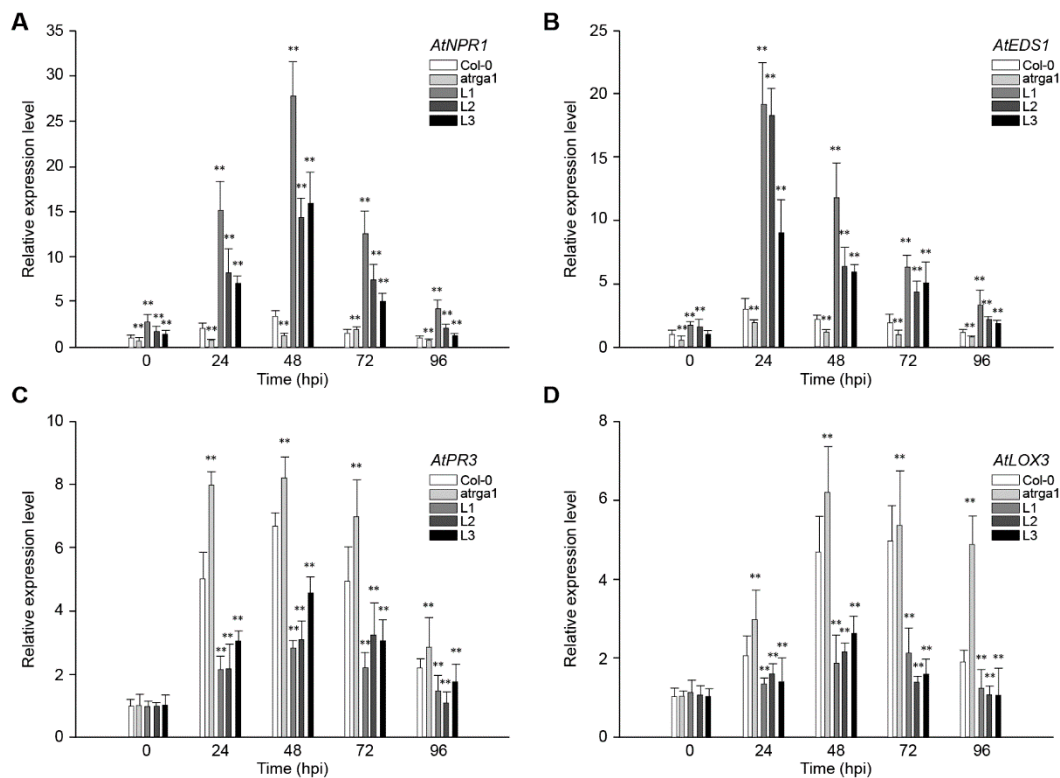 A
AtNPR1
Col-0
atrga1
L1
L2
L3
Relative expression level
35
30
25
20
15
10
5
0
** ** ** ** **
** ** ** **
** ** ** **
** ** ** **
** ** ** **
0 24 48 72 96
Time (hpi)
B
AtEDS1
Col-0
atrga1
L1
L2
L3
Relative expression level
25
20
15
10
5
0
** ** **
** ** ** **
** ** ** **
** ** ** **
** ** ** **
0 24 48 72 96
Time (hpi)
C
AtPR3
Col-0
atrga1
L1
L2
L3
Relative expression level
10
8
6
4
2
0
** ** ** **
** ** ** **
** ** ** **
** ** ** **
0 24 48 72 96
Time (hpi)
D
AtLOX3
Col-0
atrga1
L1
L2
L3
Relative expression level
8
6
4
2
0
** ** ** **
** ** ** **
** ** ** **
** ** ** **
0 24 48 72 96
Time (hpi)